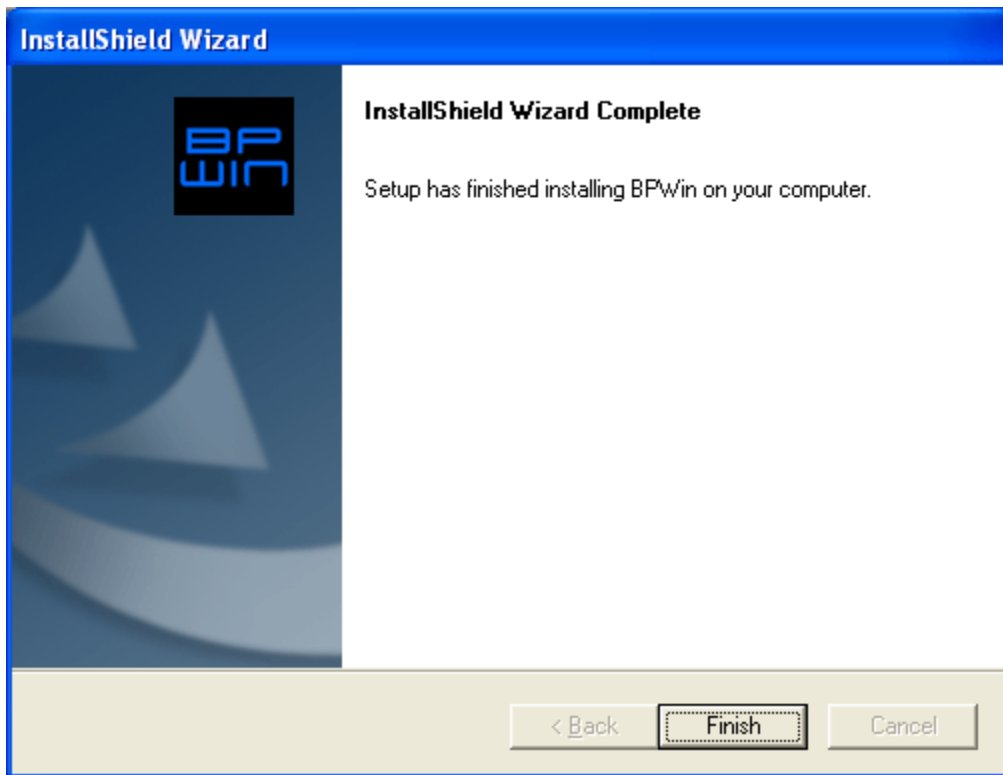 InstallShield Wizard
BP
WIN
InstallShield Wizard Complete
Setup has finished installing BPWin on your computer.
< Back
Finish
Cancel